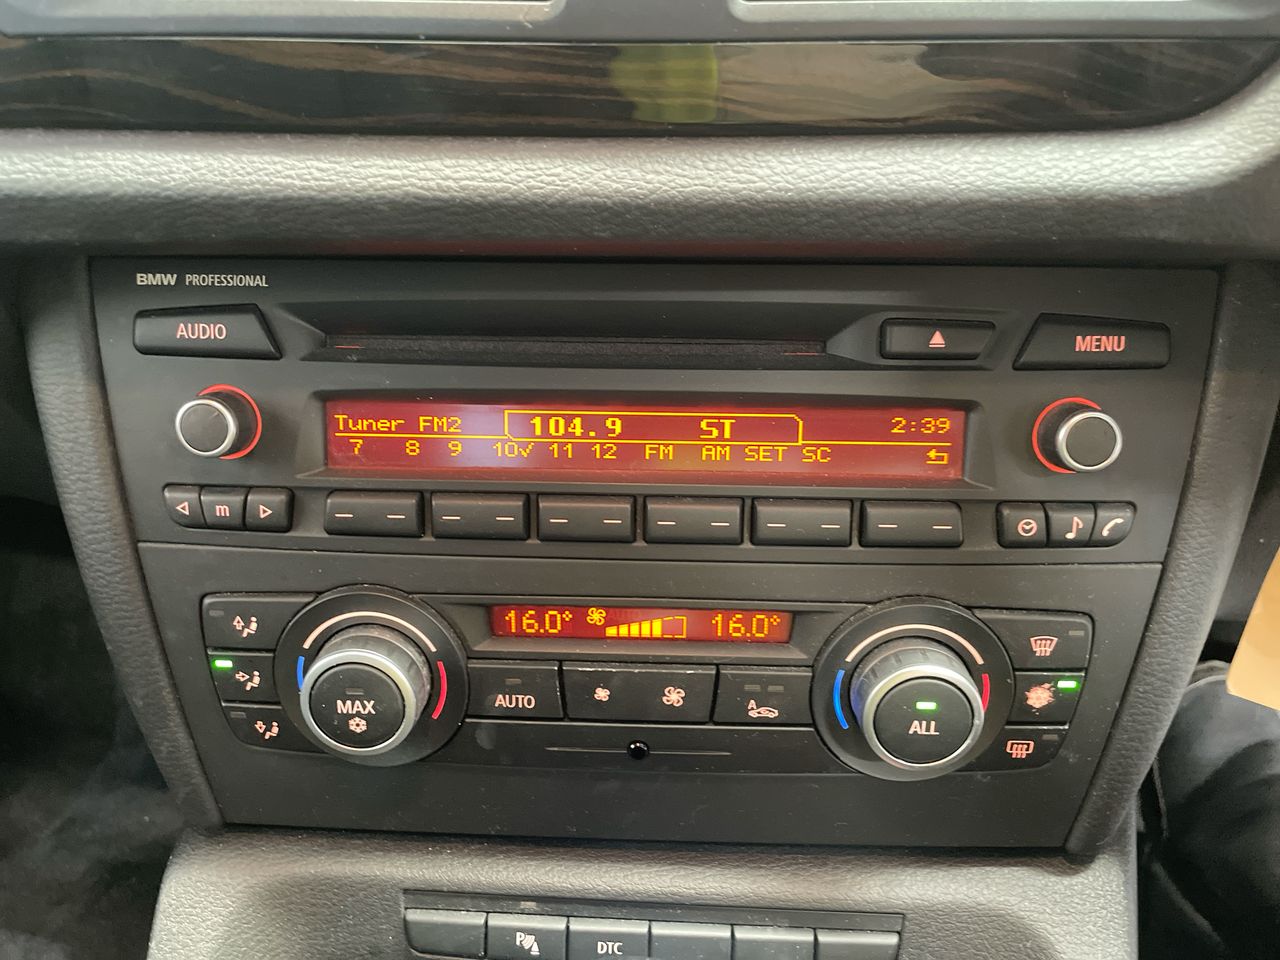 BMW PROFESSIONAL
AUDIO
MENU
Tuner FM2 104.9 ST 2:39
7 8 9 10✓ 11 12 FM AM SET SC
m
16.0° AUTO 16.0°
MAX
AUTO
A
ALL
DTC